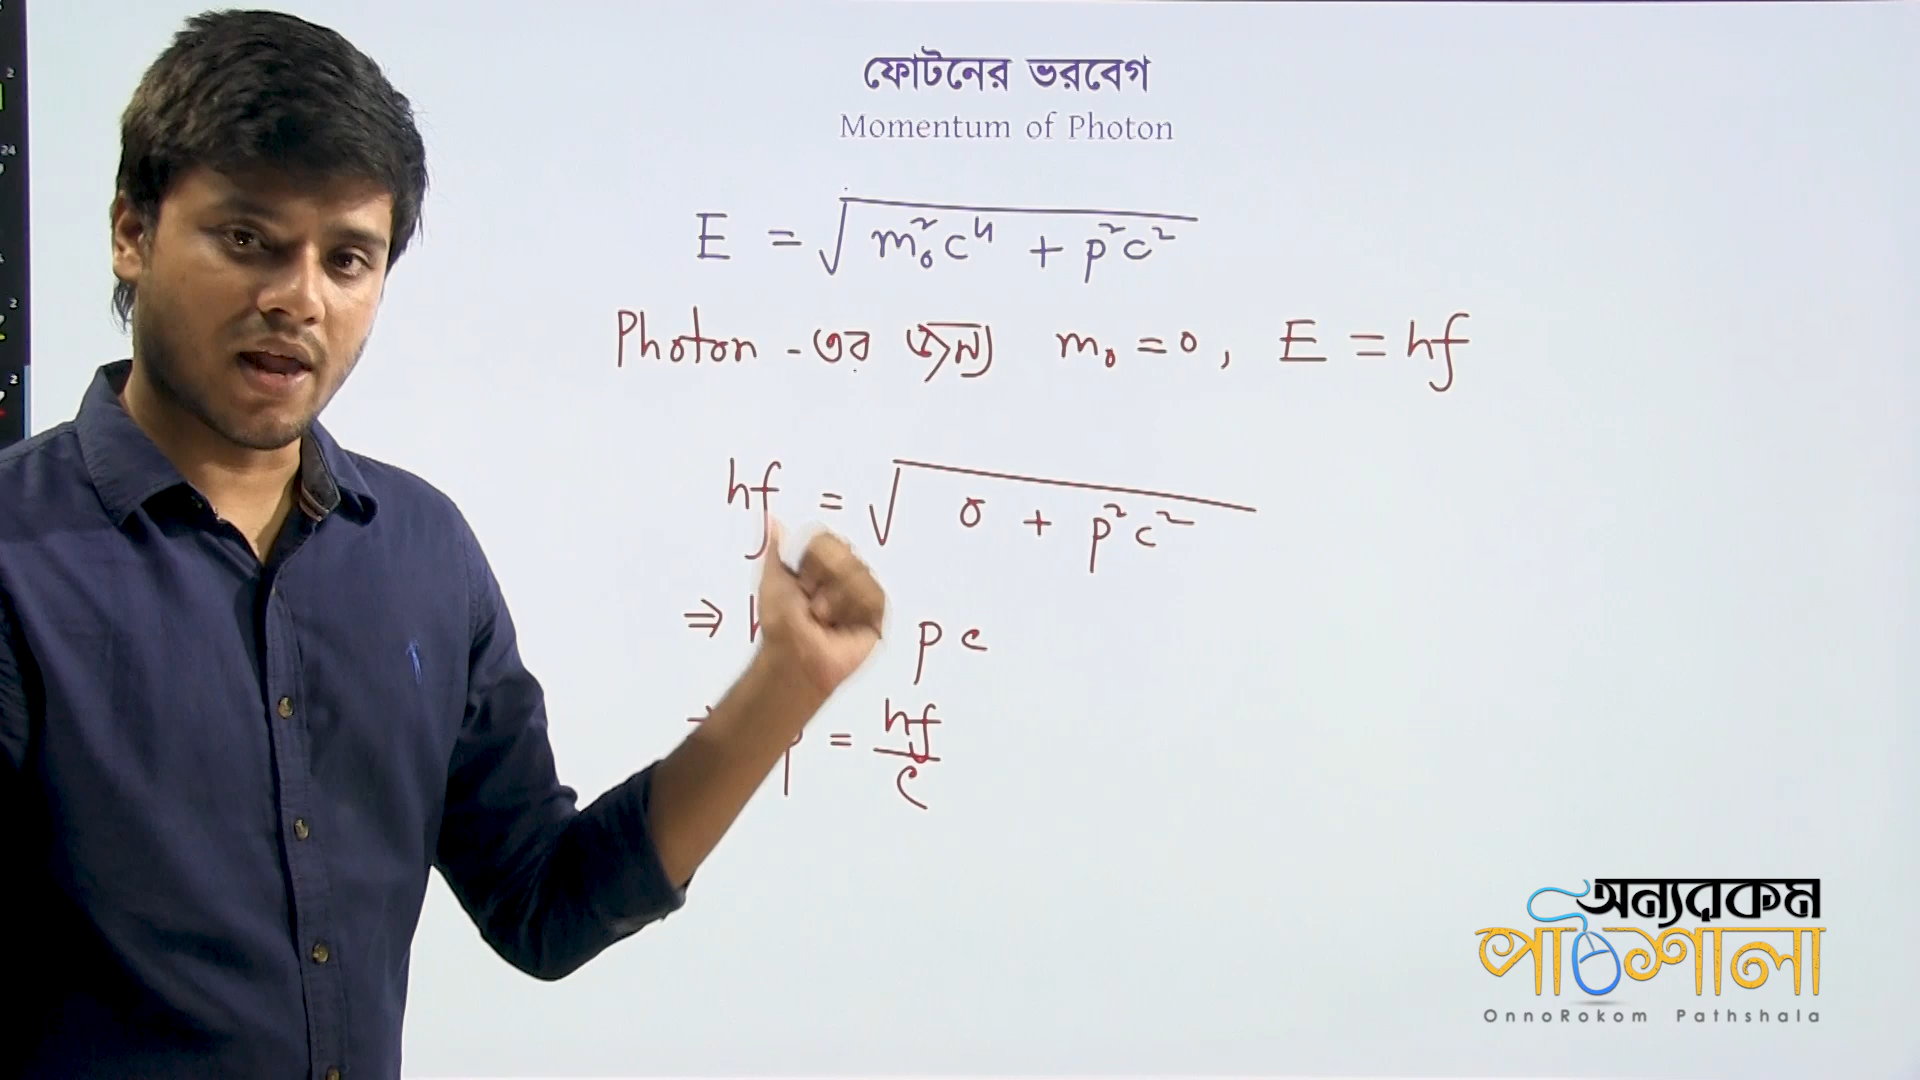 ফোটনের ভরবেগ
Momentum of Photon
E = √(m₀²c⁴ + p²c²)
Photon - এর জন্য m₀ = 0, E = hf
hf = √(0 + p²c²)
⇒ h pc
⇒ p = hf/c
অন্যরকম
পাঠশালা
OnnoRokom Pathshala